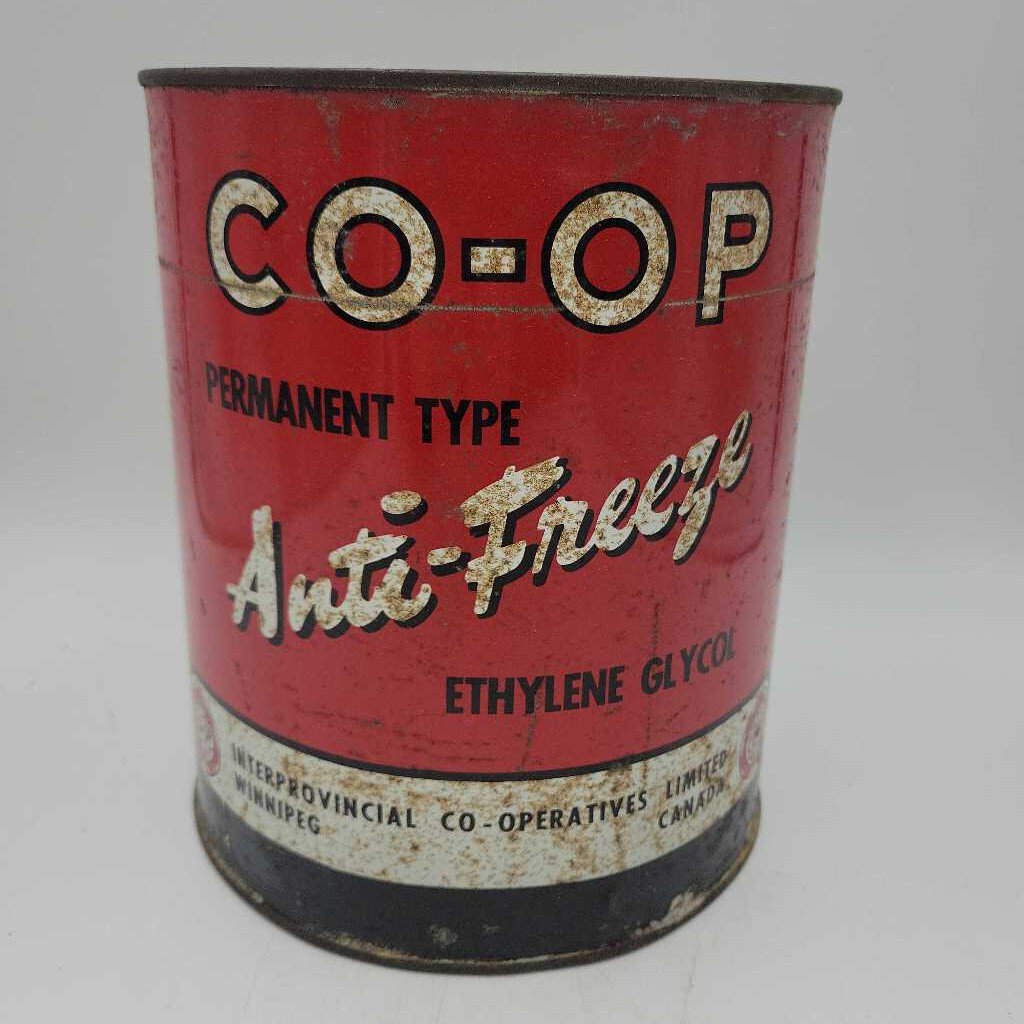 CO-OP
PERMANENT TYPE
Anti-Freeze
ETHYLENE GLYCOL
INTERPROVINCIAL CO-OPERATIVES LIMITED
WINNIPEG CANADA